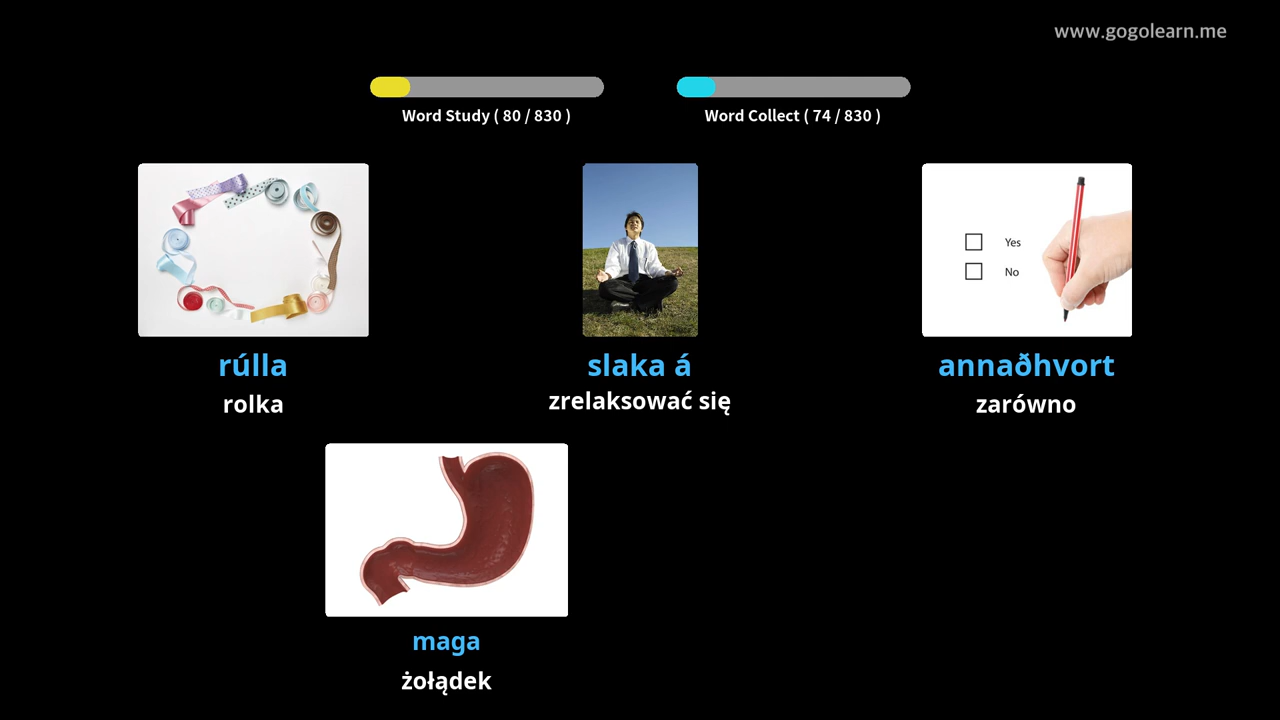 www.gogolearn.me
Word Study ( 80 / 830 )
Word Collect ( 74 / 830 )
Yes
No
rúlla
slaka á
annaðhvort
rolka
zrelaksować się
zarówno
maga
żołądek